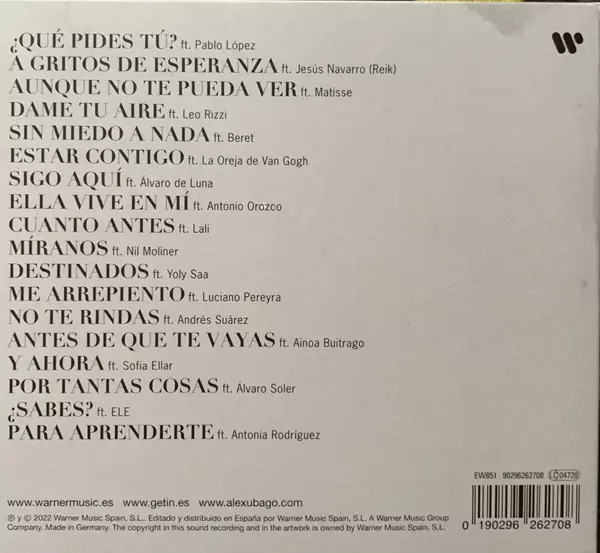 ¿QUÉ PIDES TÚ? ft. Pablo López
A GRITOS DE ESPERANZA ft. Jesús Navarro (Reik)
AUNQUE NO TE PUEDA VER ft. Matisse
DAME TU AIRE ft. Leo Rizzi
SIN MIEDO A NADA ft. Beret
ESTAR CONTIGO ft. La Oreja de Van Gogh
SIGO AQUÍ ft. Álvaro de Luna
ELLA VIVE EN MÍ ft. Antonio Orozco
CUANTO ANTES ft. Lali
MÍRANOS ft. Nil Moliner
DESTINADOS ft. Yoly Saa
ME ARREPIENTO ft. Luciano Pereyra
NO TE RINDAS ft. Andrés Suárez
ANTES DE QUE TE VAYAS ft. Ainoa Buitrago
Y AHORA ft. Sofía Ellar
POR TANTAS COSAS ft. Álvaro Soler
¿SABES? ft. ELE
PARA APRENDERTE ft. Antonia Rodríguez
EW851 90296262708 LC 04720
www.warnermusic.es www.getin.es www.alexubago.com
℗ y © 2022 Warner Music Spain, S.L.. Editado y distribuido en España por Warner Music Spain, S.L. A Warner Music Group
Company. Made in Germany. The copyright in this sound recording and in the artwork is owned by Warner Music Spain, S.L.
0 190296 262708